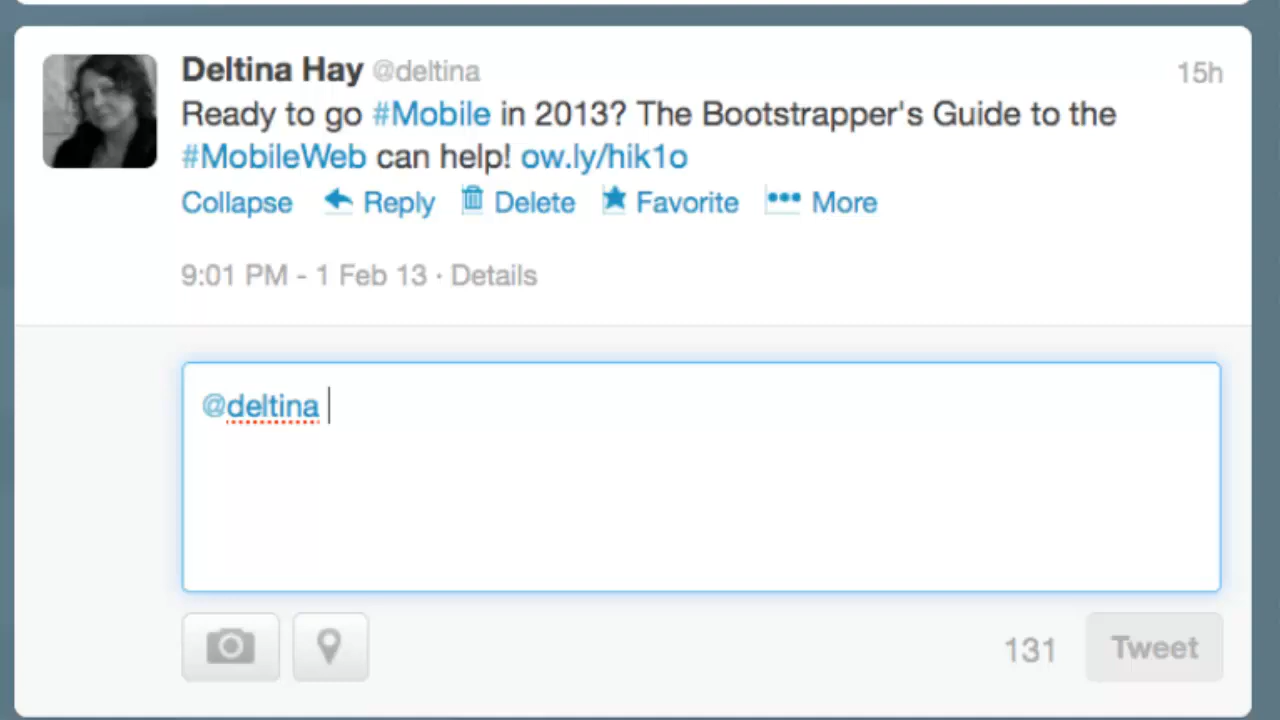 Deltina Hay @deltina 15h
Ready to go #Mobile in 2013? The Bootstrapper's Guide to the
#MobileWeb can help! ow.ly/hik1o
Collapse Reply Delete Favorite More
9:01 PM - 1 Feb 13 · Details
@deltina
131 Tweet